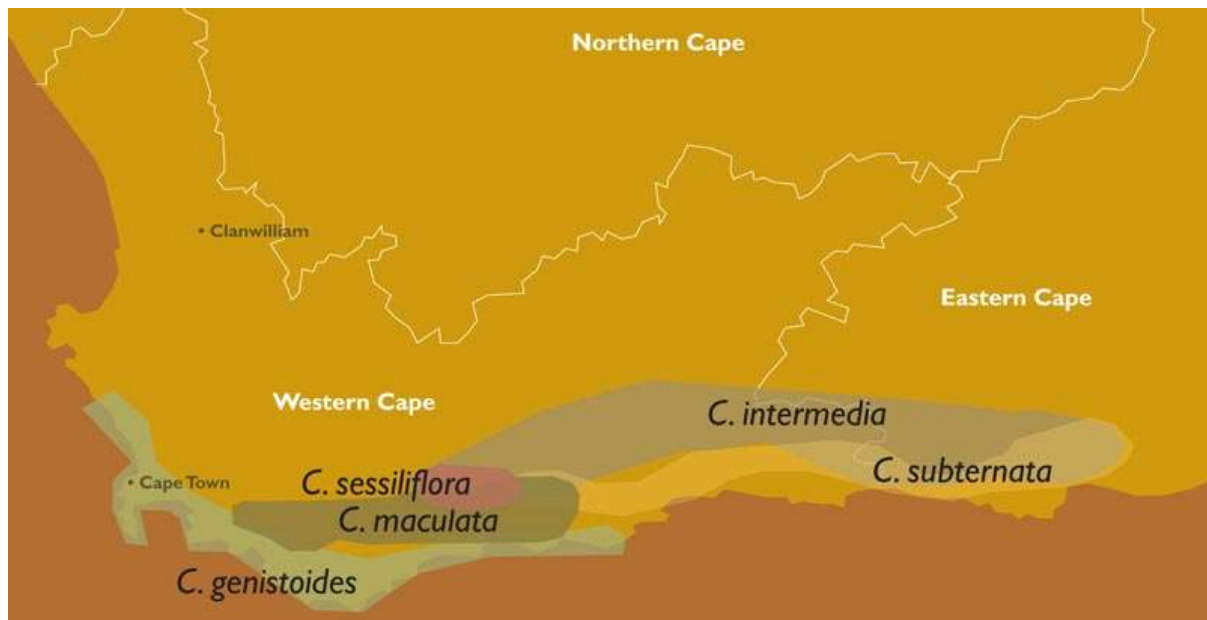 Northern Cape
Clanwilliam
Eastern Cape
Western Cape
C. intermedia
C. subternata
C. sessiliflora
Cape Town
C. maculata
C. genistoides